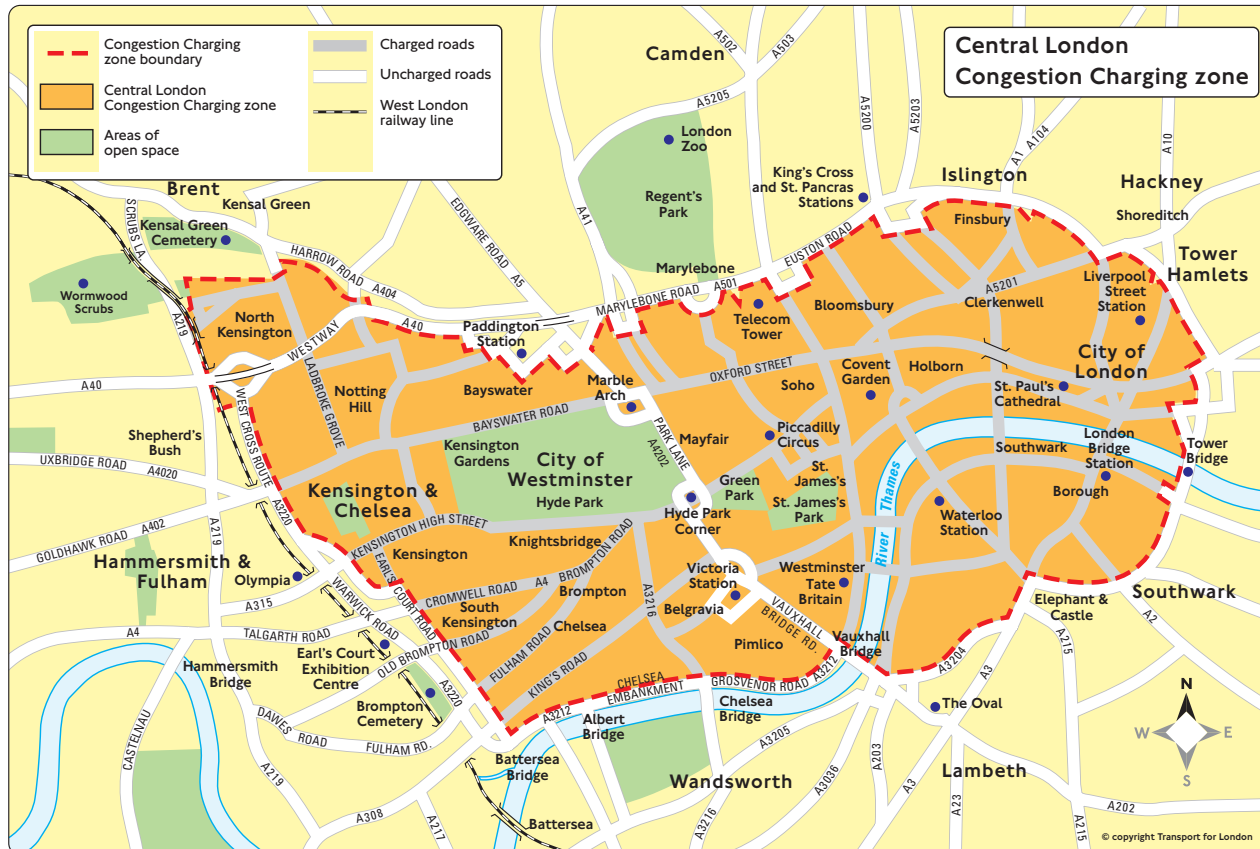 Congestion Charging
zone boundary
Central London
Congestion Charging zone
Areas of
open space
Charged roads
Uncharged roads
West London
railway line
Central London
Congestion Charging zone
A502
A503
Camden
A5205
A5200
A5203
A1
A104
A10
London
Zoo
Regent's
Park
King's Cross
and St. Pancras
Stations
Islington
Hackney
Shoreditch
Finsbury
Tower
Hamlets
Brent
Kensal Green
Kensal Green
Cemetery
SCRUBS LA.
Wormwood
Scrubs
A219
HARROW ROAD
A404
EDGWARE ROAD
A5
A41
Marylebone
MARYLEBONE ROAD
A501
EUSTON ROAD
North
Kensington
WESTWAY
A40
Paddington
Station
Telecom
Tower
Bloomsbury
Clerkenwell
A5201
Liverpool
Street
Station
City of
London
A40
WEST CROSS ROUTE
LADBROKE GROVE
Notting
Hill
Bayswater
Marble
Arch
OXFORD STREET
Soho
Covent
Garden
Holborn
St. Paul's
Cathedral
BAYSWATER ROAD
PARK LANE
A4202
Mayfair
Piccadilly
Circus
Shepherd's
Bush
UXBRIDGE ROAD
A4020
Kensington
Gardens
City of
Westminster
Hyde Park
Green
Park
St.
James's
St. James's
Park
Southwark
London
Bridge
Station
Borough
Tower
Bridge
River Thames
Kensington &
Chelsea
A3220
A402
GOLDHAWK ROAD
A219
Hyde Park
Corner
Waterloo
Station
KENSINGTON HIGH STREET
Kensington
Knightsbridge
BROMPTON ROAD
Hammersmith &
Fulham
Olympia
A315
EARL'S COURT ROAD
CROMWELL ROAD
A4
Brompton
A3216
Victoria
Station
Belgravia
Westminster
Tate
Britain
Elephant &
Castle
Southwark
A2
A4
TALGARTH ROAD
WARWICK ROAD
South
Kensington
Chelsea
OLD BROMPTON ROAD
FULHAM ROAD
KING'S ROAD
Pimlico
VAUXHALL
BRIDGE RD.
Vauxhall
Bridge
A3204
A3
A215
Hammersmith
Bridge
Earl's Court
Exhibition
Centre
Brompton
Cemetery
A3220
CHELSEA
EMBANKMENT
GROSVENOR ROAD
A3212
A3212
Albert
Bridge
Chelsea
Bridge
The Oval
CASTELNAU
DAWES ROAD
FULHAM RD.
A219
A308
A217
Battersea
Bridge
Battersea
Wandsworth
A3205
A3216
A3036
A203
A3
A23
Lambeth
A202
A215
N
W
E
S
© copyright Transport for London